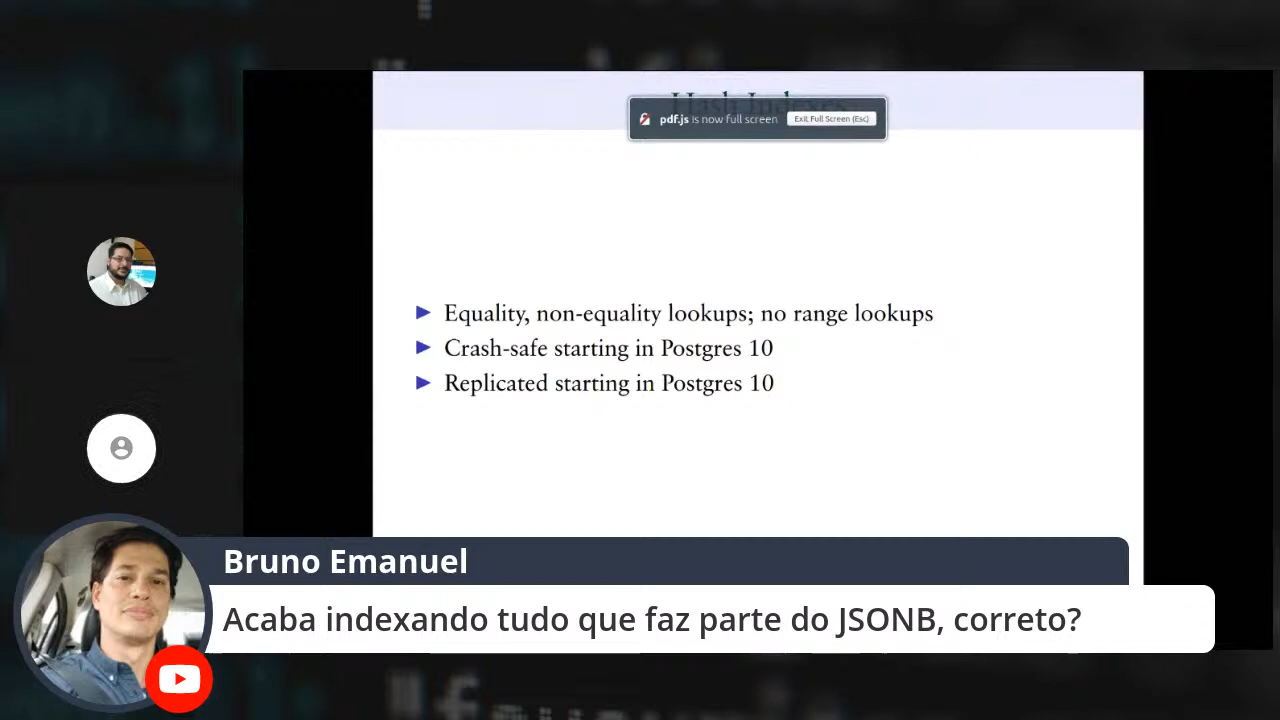 Hash Indexes
pdf.js is now full screen Exit Full Screen (Esc)
Equality, non-equality lookups; no range lookups
Crash-safe starting in Postgres 10
Replicated starting in Postgres 10
Bruno Emanuel
Acaba indexando tudo que faz parte do JSONB, correto?